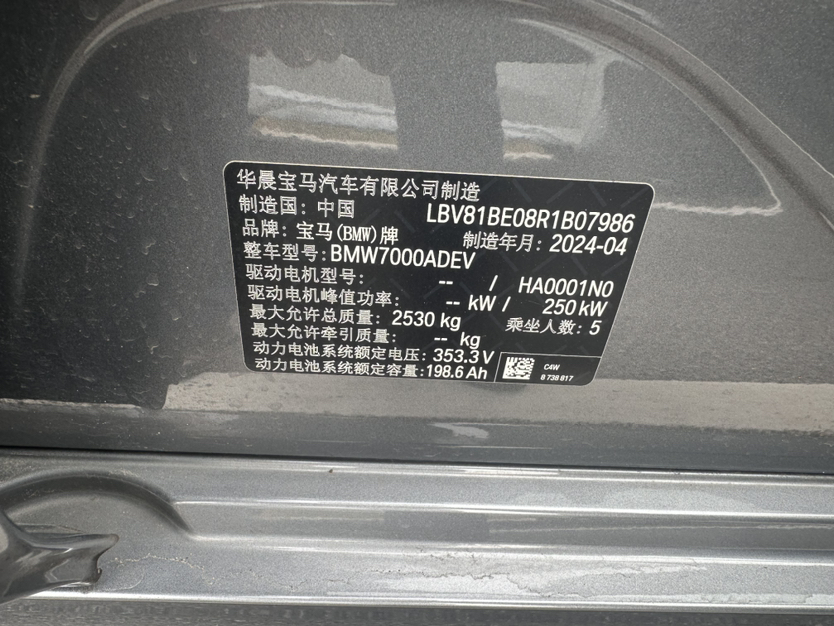 华晨宝马汽车有限公司制造
制造国: 中国 LBV81BE08R1B07986
品牌: 宝马(BMW)牌 制造年月: 2024-04
整车型号: BMW7000ADEV
驱动电机型号: -- / HA0001N0
驱动电机峰值功率: -- kW / 250 kW
最大允许总质量: 2530 kg 乘坐人数: 5
最大允许牵引质量: -- kg
动力电池系统额定电压: 353.3 V
动力电池系统额定容量: 198.6 Ah
C4W
8 738 817